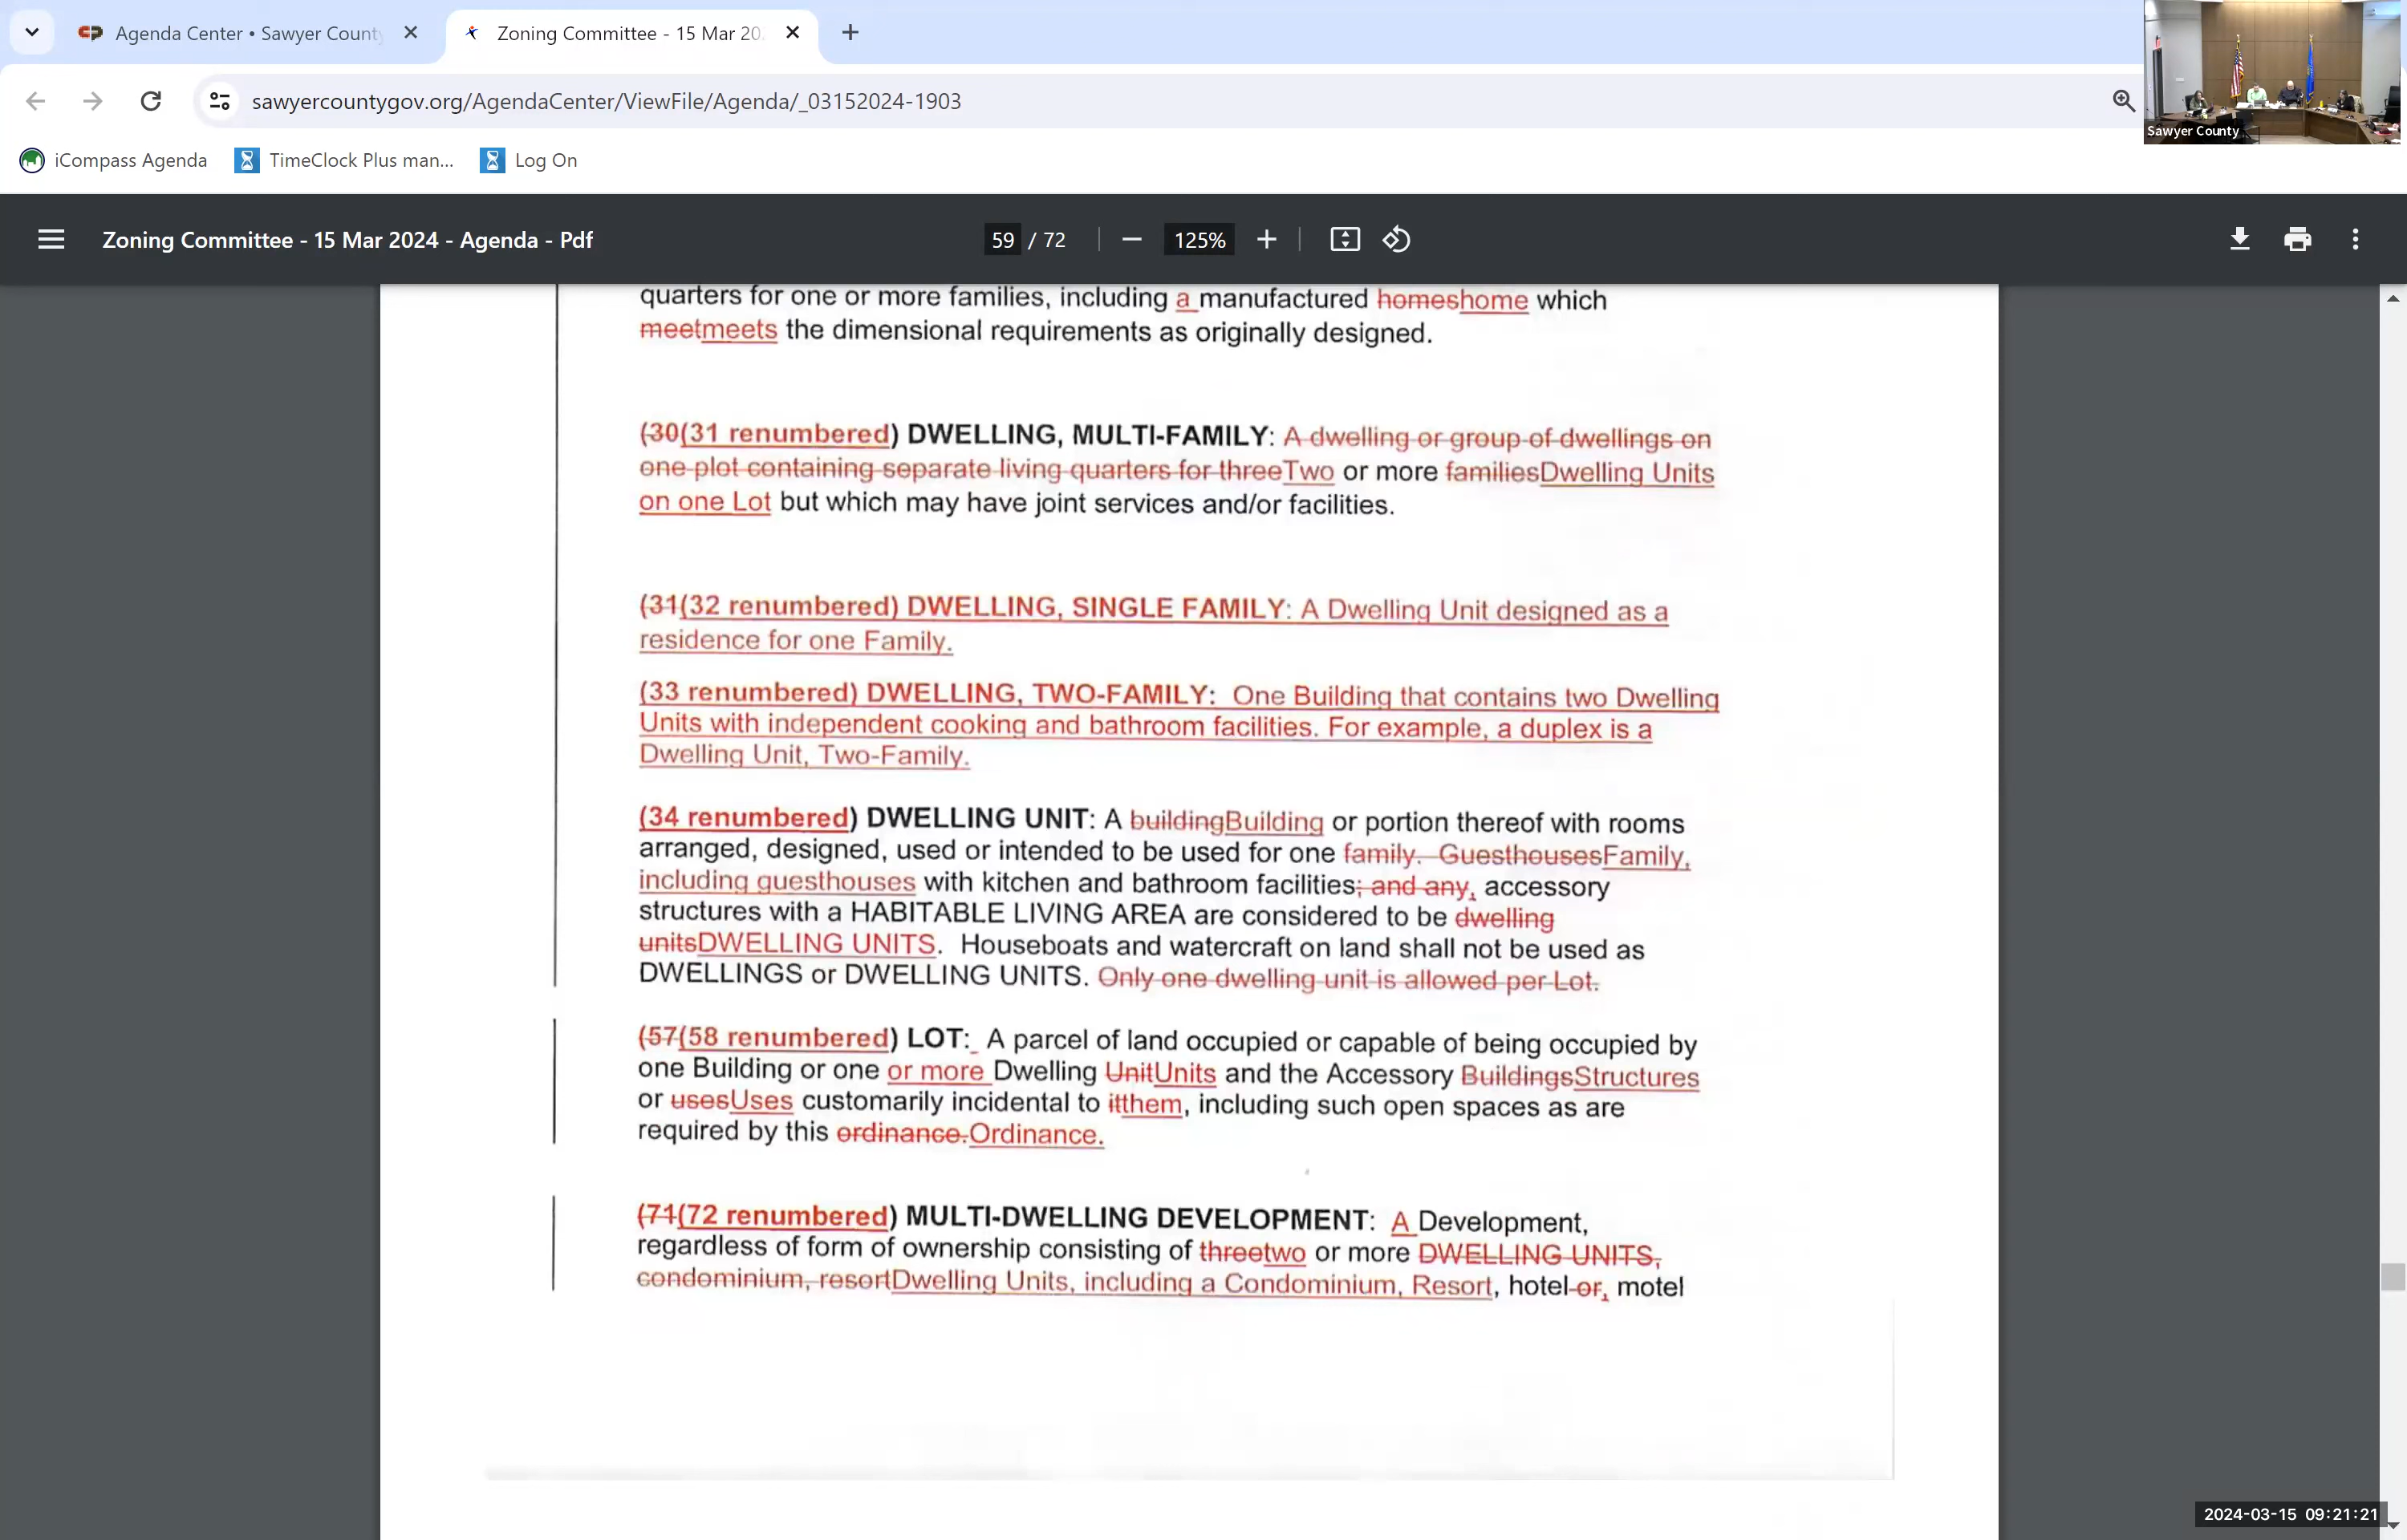 Agenda Center • Sawyer County
Zoning Committee - 15 Mar 20
sawyercountygov.org/AgendaCenter/ViewFile/Agenda/_03152024-1903
Sawyer County
iCompass Agenda
TimeClock Plus man...
Log On
Zoning Committee - 15 Mar 2024 - Agenda - Pdf
59 / 72
125%
quarters for one or more families, including a manufactured homeshome which
meetmeets the dimensional requirements as originally designed.
(30(31 renumbered) DWELLING, MULTI-FAMILY: A dwelling or group of dwellings on
one plot containing separate living quarters for threeTwo or more familiesDwelling Units
on one Lot but which may have joint services and/or facilities.
(31(32 renumbered) DWELLING, SINGLE FAMILY: A Dwelling Unit designed as a
residence for one Family.
(33 renumbered) DWELLING, TWO-FAMILY: One Building that contains two Dwelling
Units with independent cooking and bathroom facilities. For example, a duplex is a
Dwelling Unit, Two-Family.
(34 renumbered) DWELLING UNIT: A buildingBuilding or portion thereof with rooms
arranged, designed, used or intended to be used for one family. GuesthousesFamily,
including guesthouses with kitchen and bathroom facilities; and any, accessory
structures with a HABITABLE LIVING AREA are considered to be dwelling
unitsDWELLING UNITS. Houseboats and watercraft on land shall not be used as
DWELLINGS or DWELLING UNITS. Only one dwelling unit is allowed per Lot.
(57(58 renumbered) LOT: A parcel of land occupied or capable of being occupied by
one Building or one or more Dwelling UnitUnits and the Accessory BuildingsStructures
or usesUses customarily incidental to itthem, including such open spaces as are
required by this ordinance.Ordinance.
(71(72 renumbered) MULTI-DWELLING DEVELOPMENT: A Development,
regardless of form of ownership consisting of threetwo or more DWELLING UNITS,
condominium, resortDwelling Units, including a Condominium, Resort, hotel or, motel
2024-03-15 09:21:21